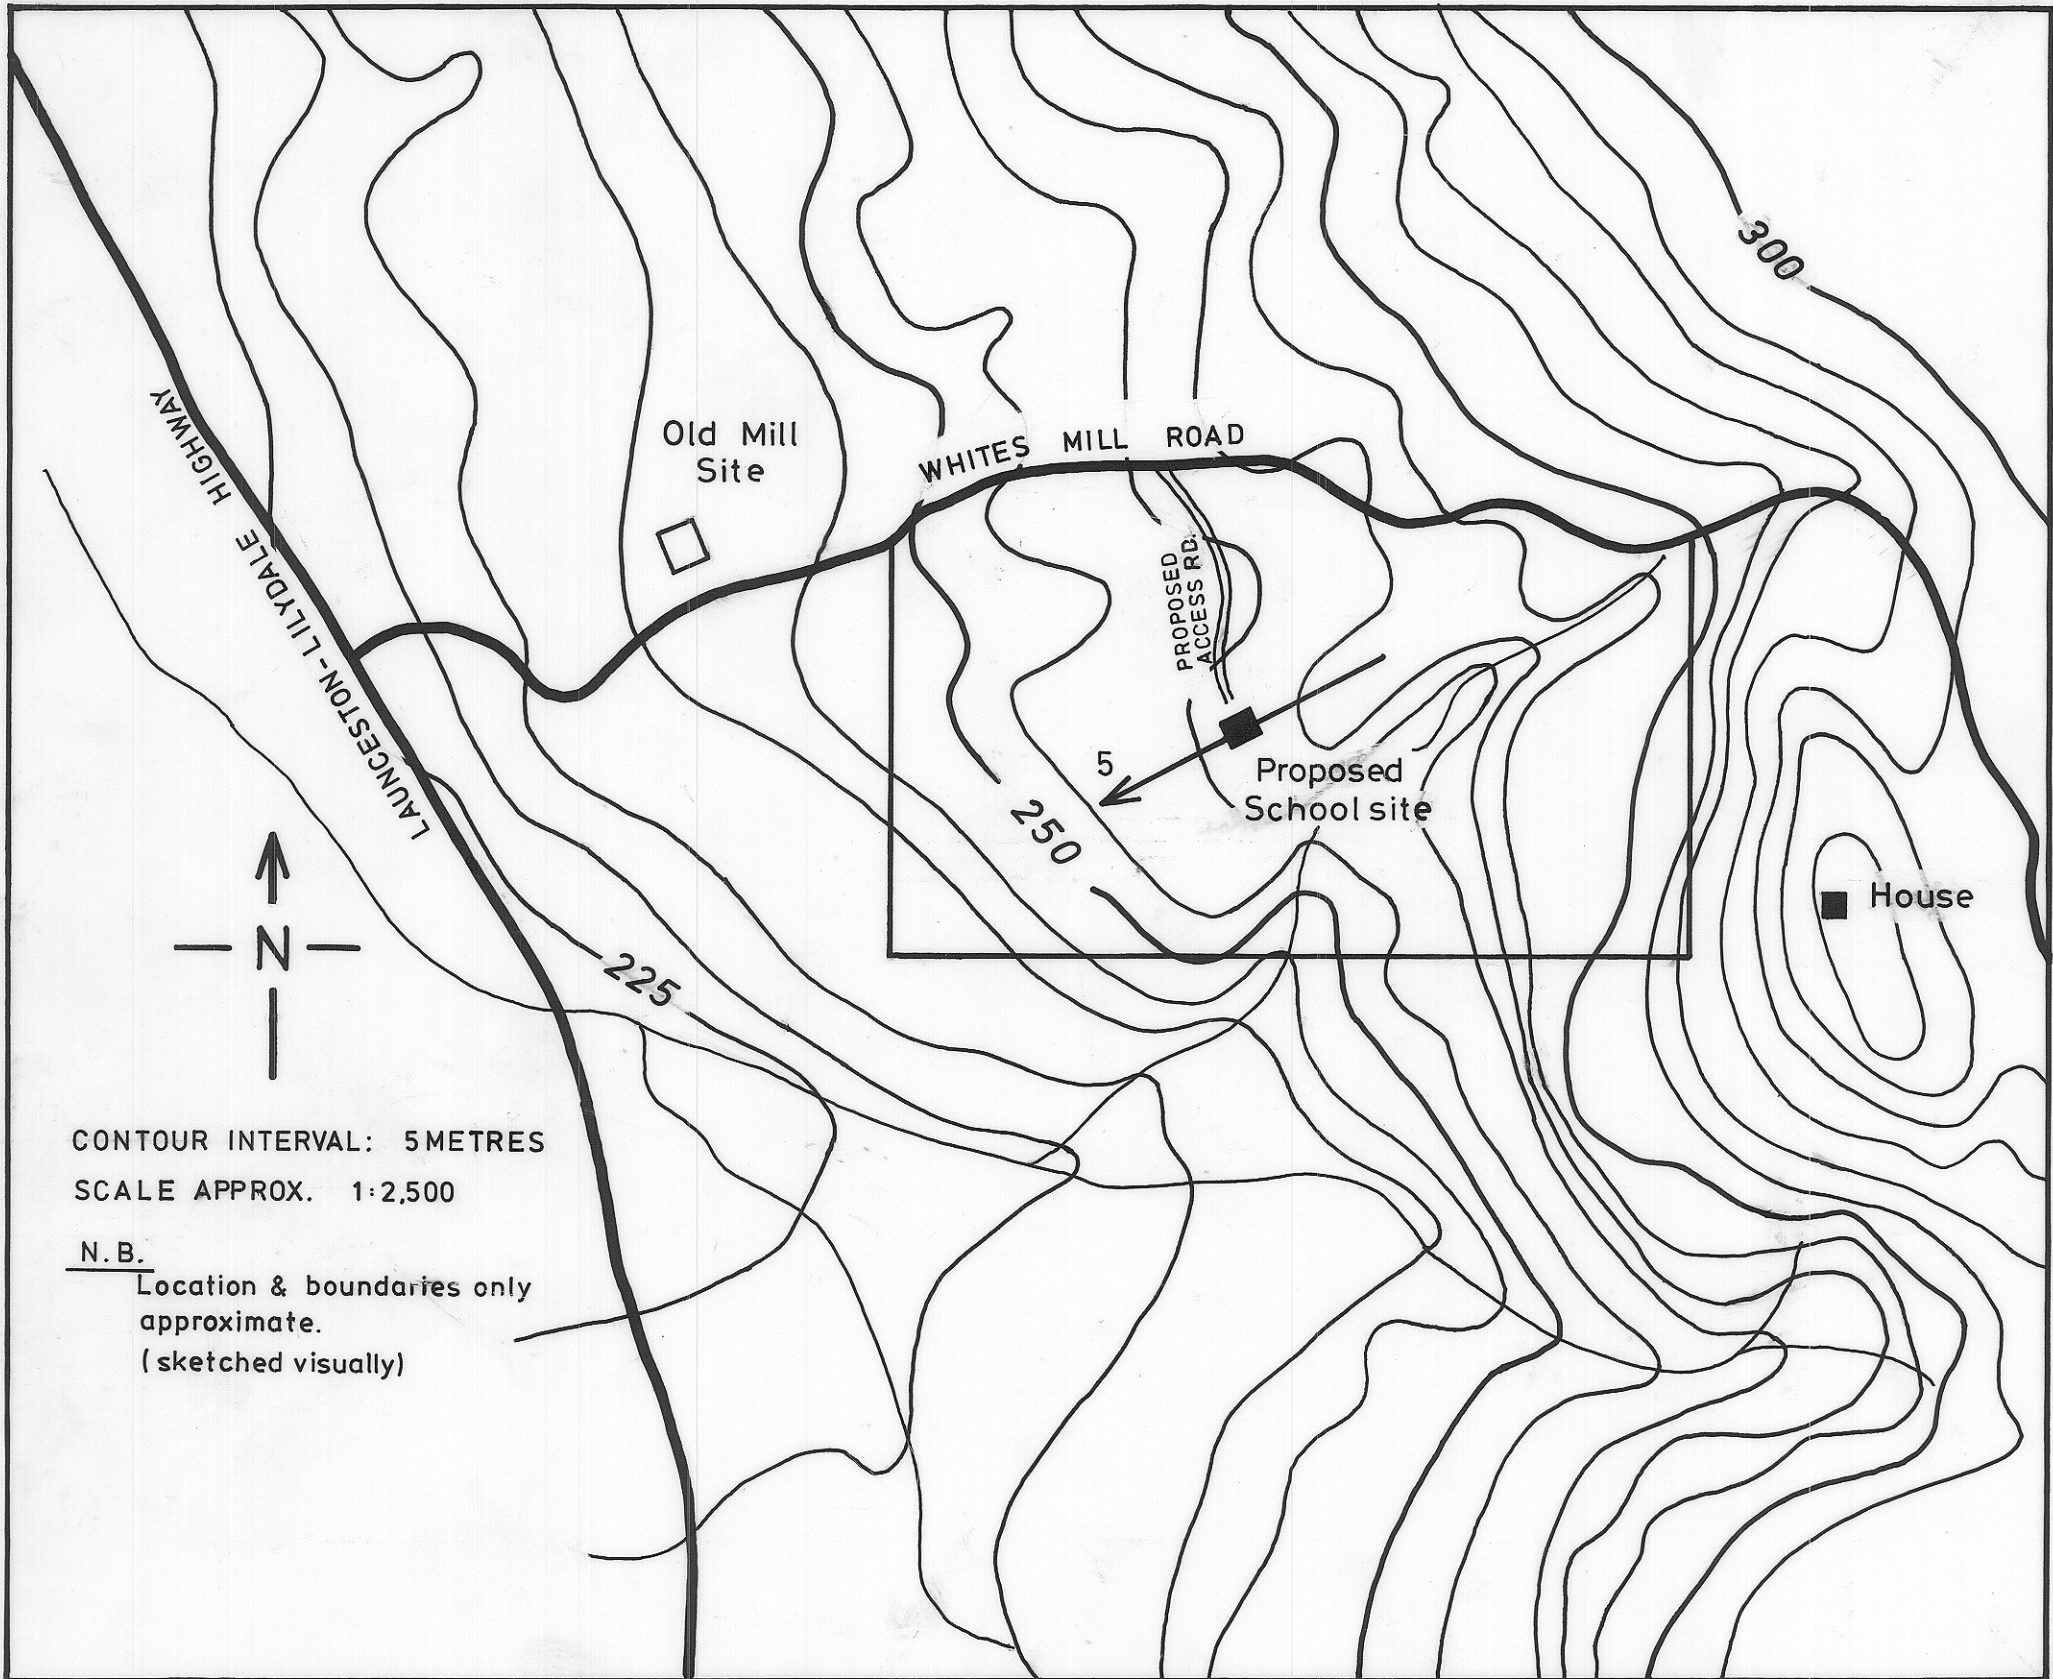 300
Old Mill
Site
WHITES MILL ROAD
LAUNCESTON-LILYDALE HIGHWAY
PROPOSED
ACCESS RD.
5
Proposed
School site
250
House
N
225
CONTOUR INTERVAL: 5 METRES
SCALE APPROX. 1:2,500
N.B.
Location & boundaries only
approximate.
(sketched visually)